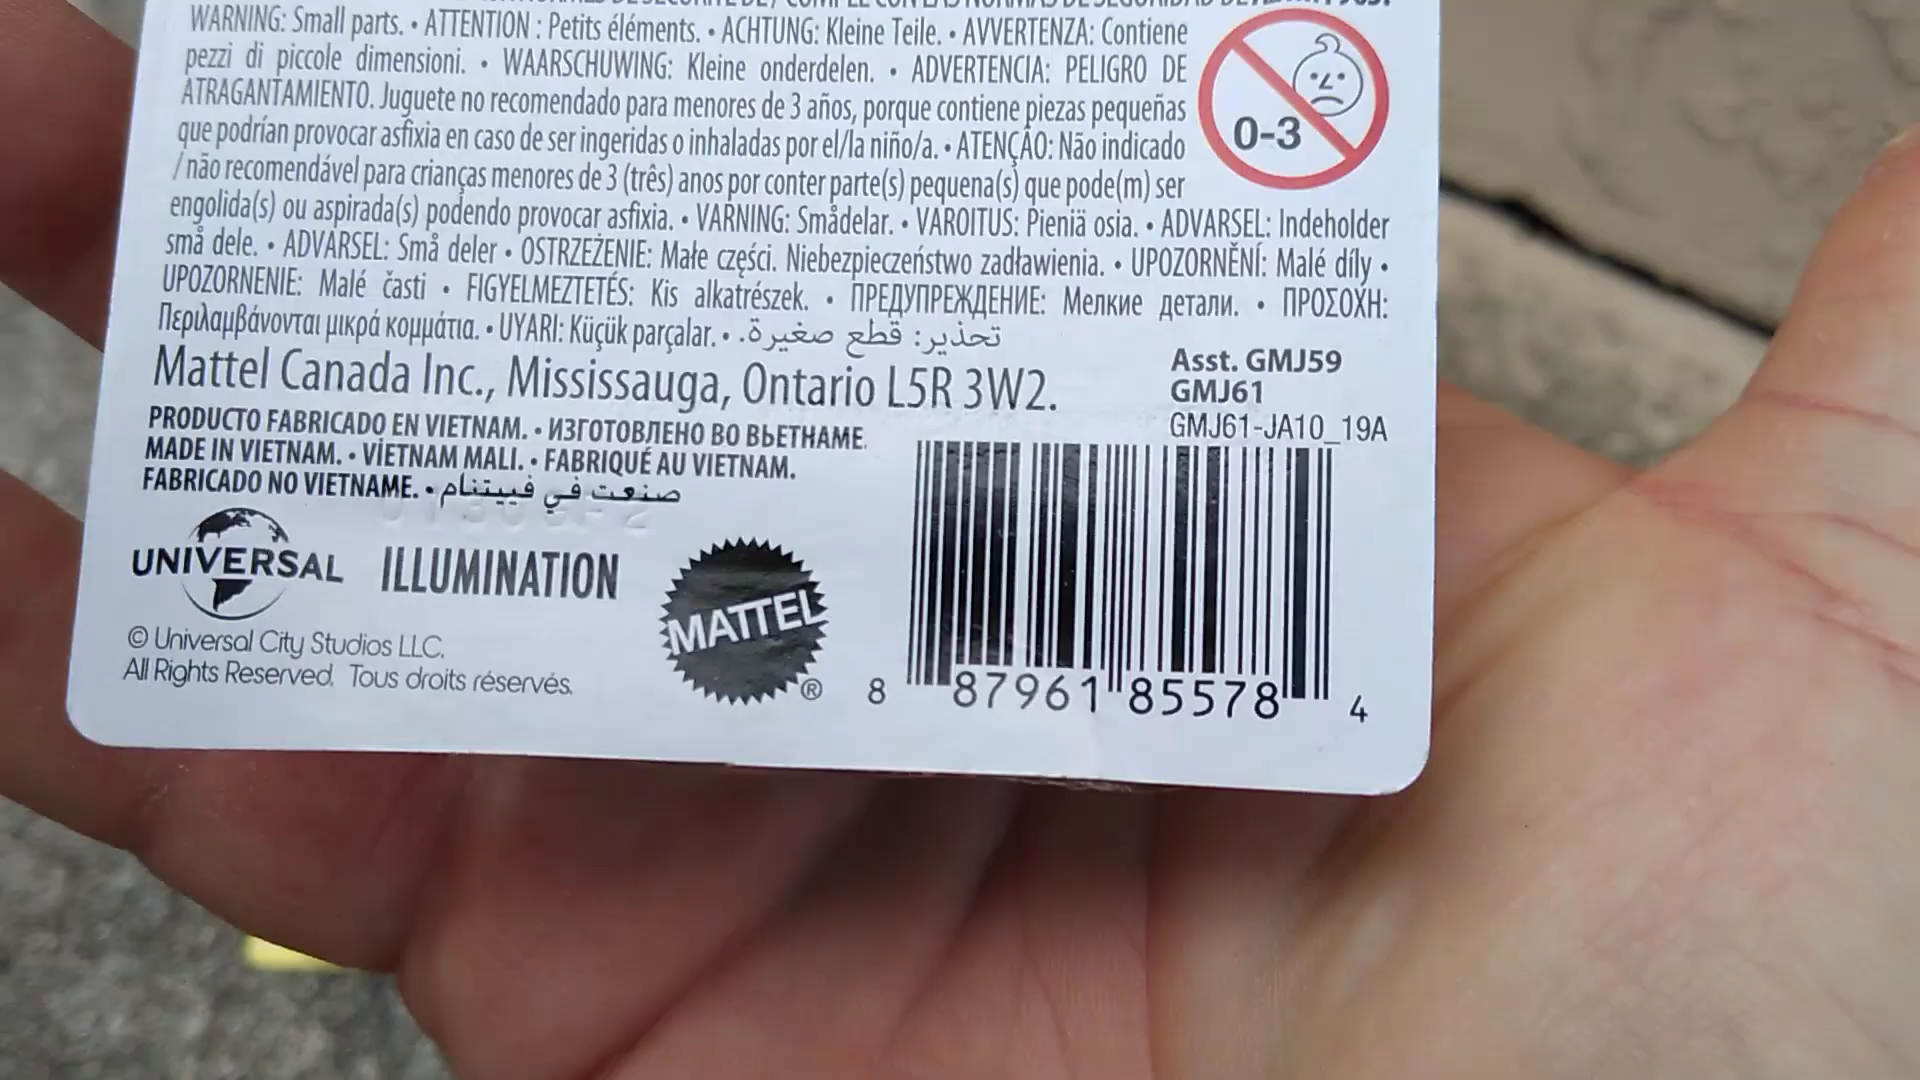 WARNING: Small parts. • ATTENTION : Petits éléments. • ACHTUNG: Kleine Teile. • AVVERTENZA: Contiene
pezzi di piccole dimensioni. • WAARSCHUWING: Kleine onderdelen. • ADVERTENCIA: PELIGRO DE
ATRAGANTAMIENTO. Juguete no recomendado para menores de 3 años, porque contiene piezas pequeñas
que podrían provocar asfixia en caso de ser ingeridas o inhaladas por el/la niño/a. • ATENÇÃO: Não indicado
/ não recomendável para crianças menores de 3 (três) anos por conter parte(s) pequena(s) que pode(m) ser
engolida(s) ou aspirada(s) podendo provocar asfixia. • VARNING: Smådelar. • VAROITUS: Pieniä osia. • ADVARSEL: Indeholder
små dele. • ADVARSEL: Små deler • OSTRZEŻENIE: Małe części. Niebezpieczeństwo zadławienia. • UPOZORNĚNÍ: Malé díly •
UPOZORNENIE: Malé časti • FIGYELMEZTETÉS: Kis alkatrészek. • ПРЕДУПРЕЖДЕНИЕ: Мелкие детали. • ΠΡΟΣΟΧΗ:
Περιλαμβάνονται μικρά κομμάτια. • UYARI: Küçük parçalar. • تحذير: قطع صغيرة.
0-3
Mattel Canada Inc., Mississauga, Ontario L5R 3W2.
Asst. GMJ59
GMJ61
GMJ61-JA10_19A
PRODUCTO FABRICADO EN VIETNAM. • ИЗГОТОВЛЕНО ВО ВЬЕТНАМЕ.
MADE IN VIETNAM. • VİETNAM MALI. • FABRIQUÉ AU VIETNAM.
FABRICADO NO VIETNAME. • صنعت في فييتنام
UNIVERSAL
ILLUMINATION
MATTEL
®
© Universal City Studios LLC.
All Rights Reserved. Tous droits réservés.
8 87961 85578 4